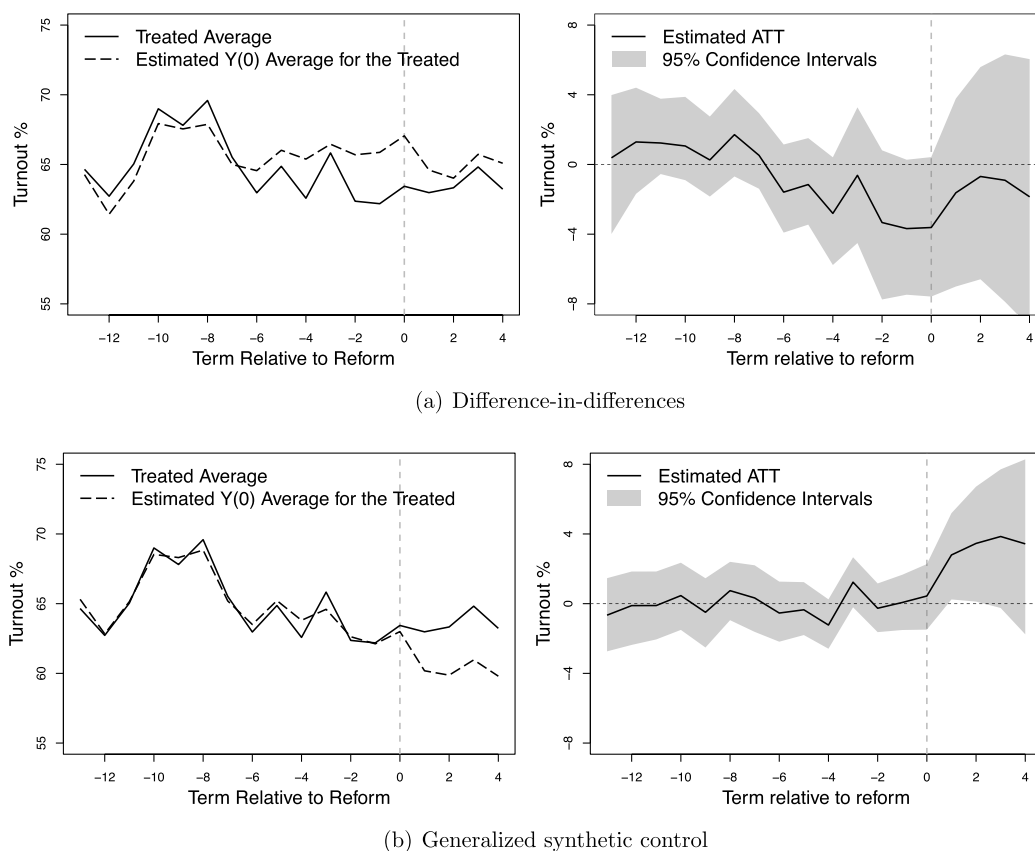 Treated Average
Estimated Y(0) Average for the Treated
Turnout %
75
70
65
60
55
−12 −10 −8 −6 −4 −2 0 2 4
Term Relative to Reform
Estimated ATT
95% Confidence Intervals
Turnout %
8
4
0
−4
−8
−12 −10 −8 −6 −4 −2 0 2 4
Term relative to reform
(a) Difference-in-differences
Treated Average
Estimated Y(0) Average for the Treated
Turnout %
75
70
65
60
55
−12 −10 −8 −6 −4 −2 0 2 4
Term Relative to Reform
Estimated ATT
95% Confidence Intervals
Turnout %
8
4
0
−4
−8
−12 −10 −8 −6 −4 −2 0 2 4
Term relative to reform
(b) Generalized synthetic control